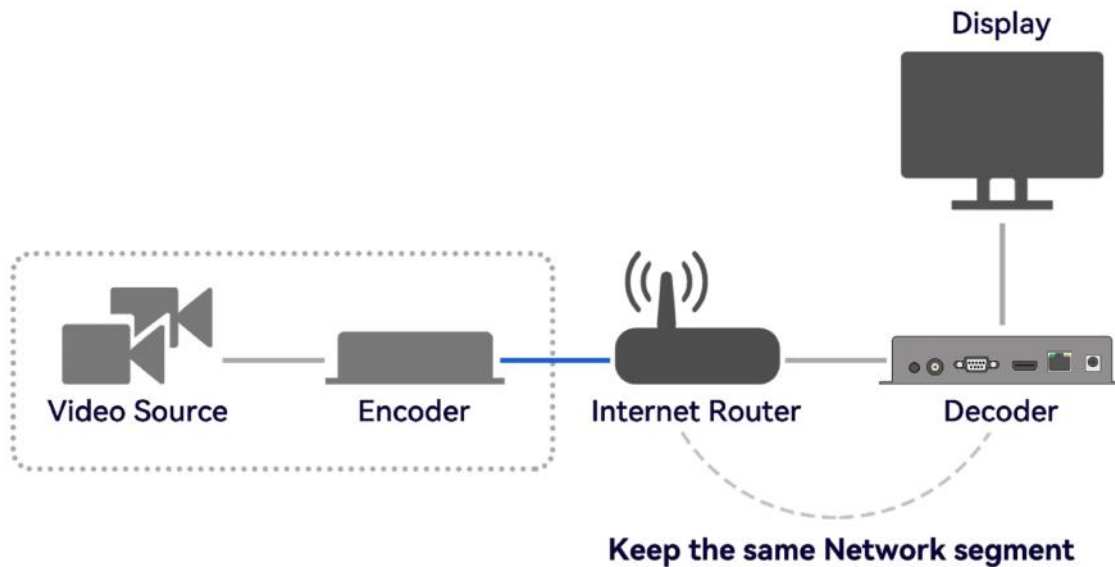 Display
Video Source
Encoder
Internet Router
Decoder
Keep the same Network segment